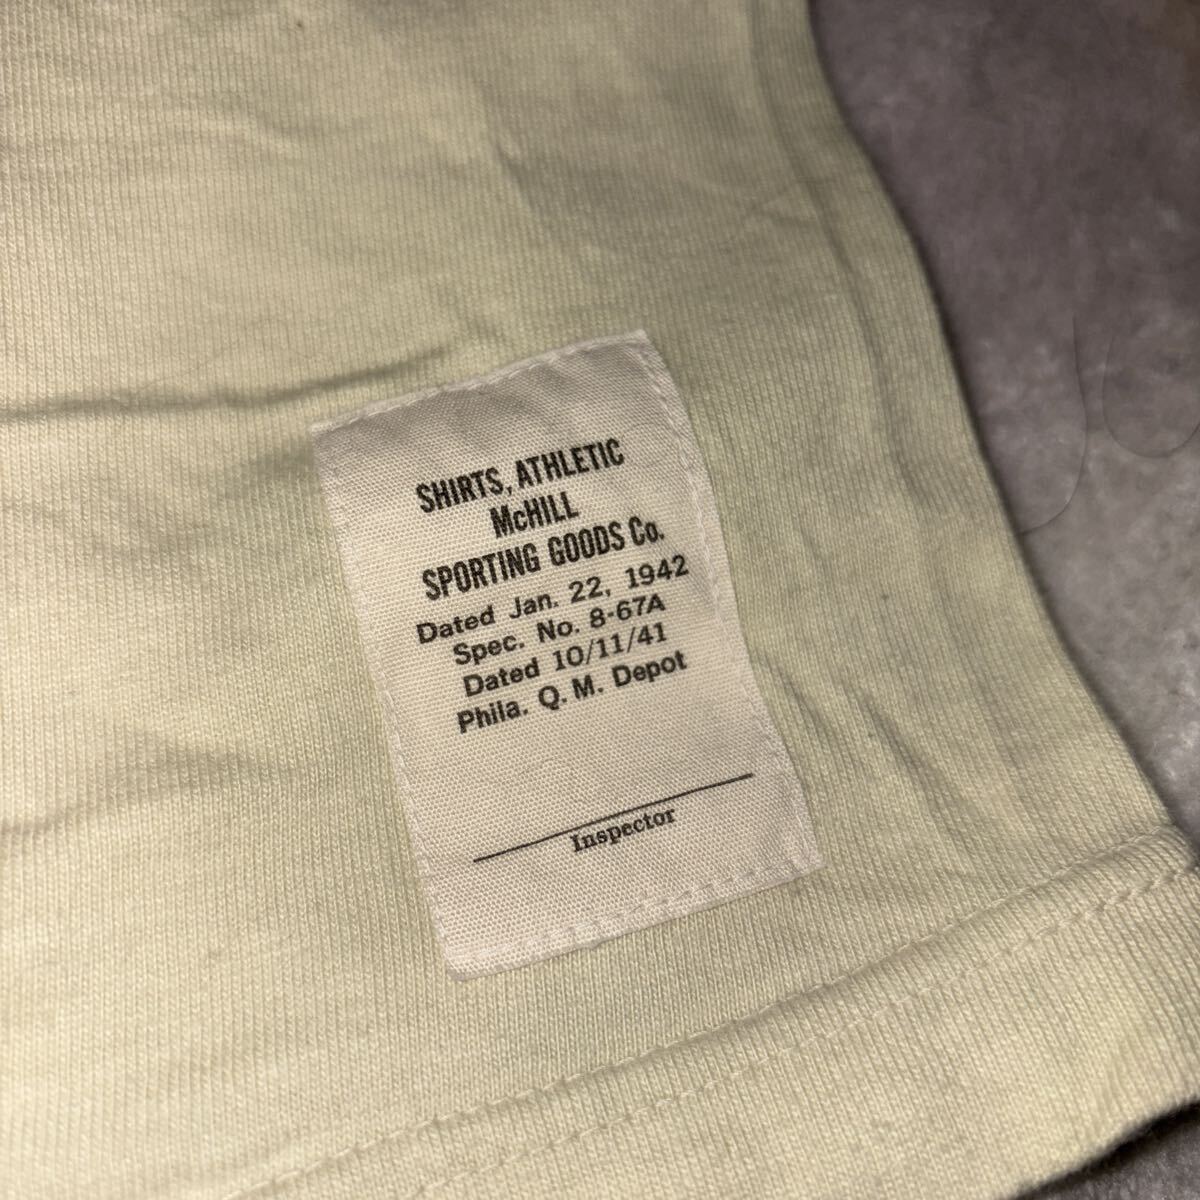 SHIRTS, ATHLETIC
McHILL
SPORTING GOODS Co.
Dated Jan. 22, 1942
Spec. No. 8-67A
Dated 10/11/41
Phila. Q. M. Depot
Inspector